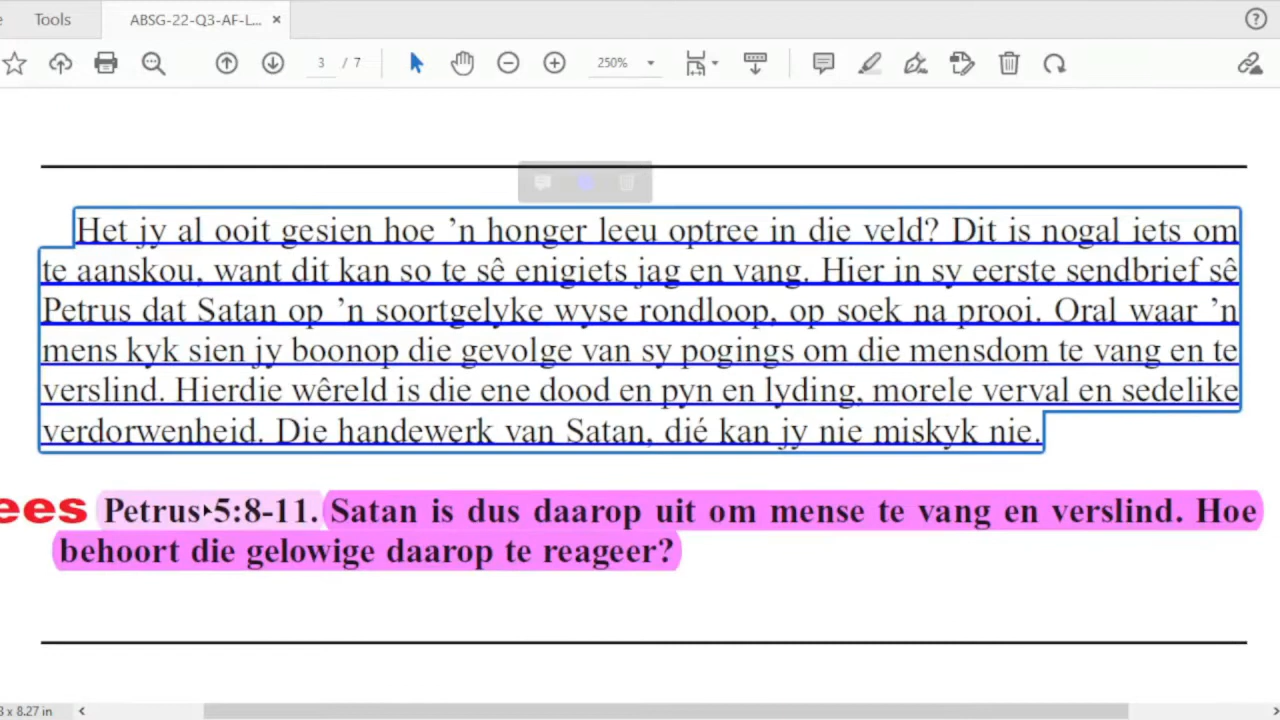 Tools
ABSG-22-Q3-AF-L... ×
3 / 7
250%
Het jy al ooit gesien hoe ’n honger leeu optree in die veld? Dit is nogal iets om
te aanskou, want dit kan so te sê enigiets jag en vang. Hier in sy eerste sendbrief sê
Petrus dat Satan op ’n soortgelyke wyse rondloop, op soek na prooi. Oral waar ’n
mens kyk sien jy boonop die gevolge van sy pogings om die mensdom te vang en te
verslind. Hierdie wêreld is die ene dood en pyn en lyding, morele verval en sedelike
verdorwenheid. Die handewerk van Satan, dié kan jy nie miskyk nie.
ees Petrus 5:8-11. Satan is dus daarop uit om mense te vang en verslind. Hoe
behoort die gelowige daarop te reageer?
x 8.27 in